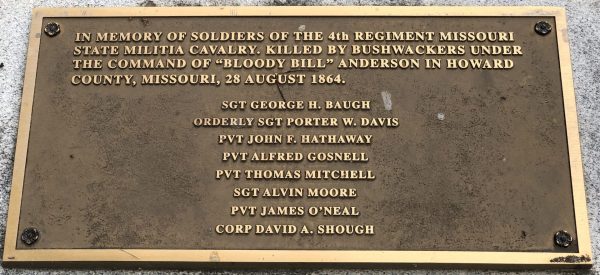 IN MEMORY OF SOLDIERS OF THE 4th REGIMENT MISSOURI
STATE MILITIA CAVALRY. KILLED BY BUSHWACKERS UNDER
THE COMMAND OF “BLOODY BILL” ANDERSON IN HOWARD
COUNTY, MISSOURI, 28 AUGUST 1864.
SGT GEORGE H. BAUGH
ORDERLY SGT PORTER W. DAVIS
PVT JOHN F. HATHAWAY
PVT ALFRED GOSNELL
PVT THOMAS MITCHELL
SGT ALVIN MOORE
PVT JAMES O’NEAL
CORP DAVID A. SHOUGH